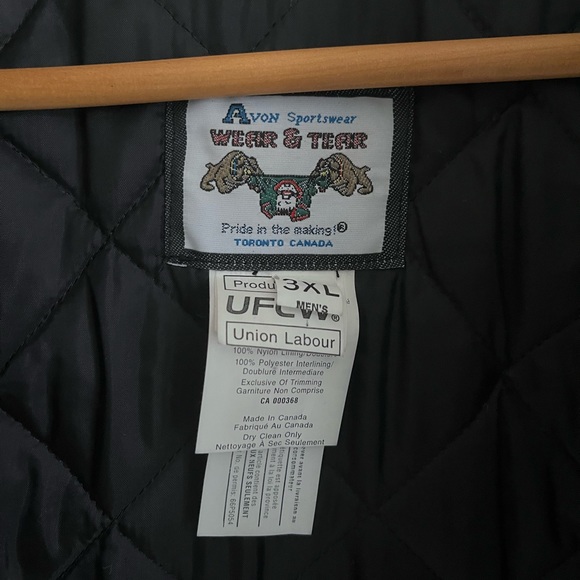 AVON Sportswear
WEAR & TEAR
Pride in the making!®
TORONTO CANADA
3XL
MEN'S
Produ
UFCW®
Union Labour
100% Nylon Lining/
100% Polyester Interlining/
Doublure Intermediare
Exclusive Of Trimming
Garniture Non Comprise
CA 000368
Made In Canada
Fabriqué Au Canada
Dry Clean Only
Nettoyage À Sec Seulement